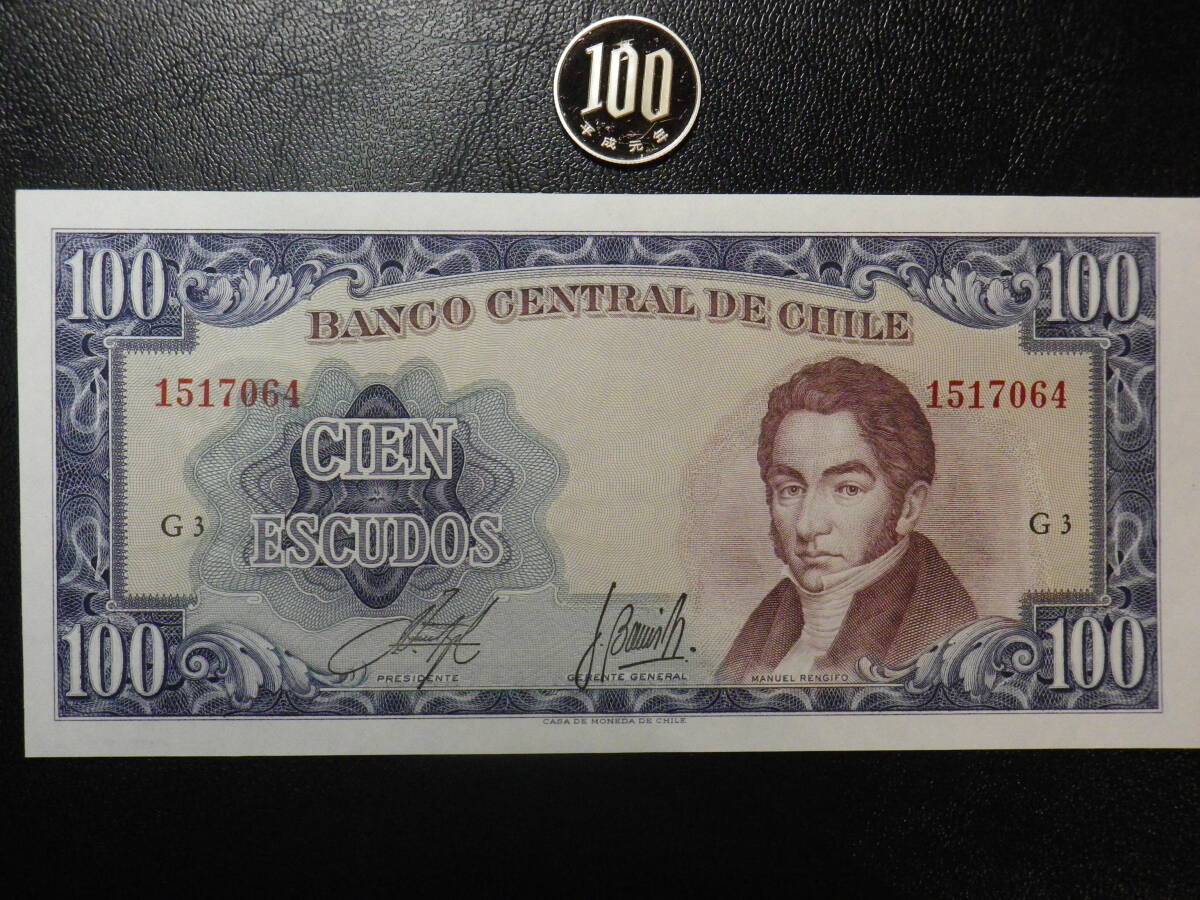 100
平成元年
100 100
BANCO CENTRAL DE CHILE
1517064 1517064
CIEN
G 3 G 3
ESCUDOS
100 100
PRESIDENTE GERENTE GENERAL MANUEL RENGIFO
CASA DE MONEDA DE CHILE